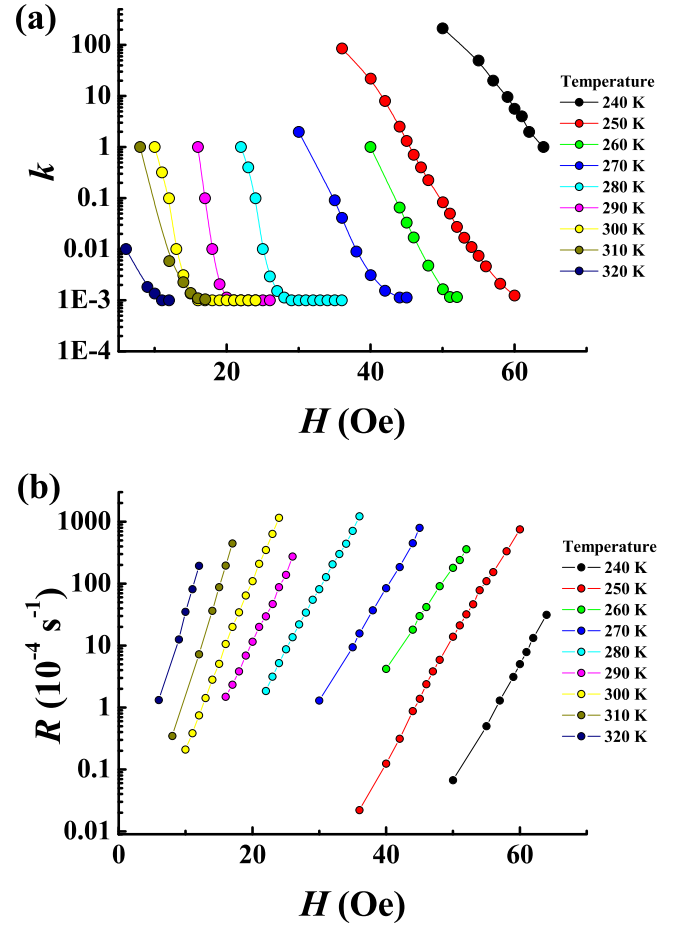 (a)
k
100
10
1
0.1
0.01
1E-3
1E-4
20
40
60
H (Oe)
Temperature
240 K
250 K
260 K
270 K
280 K
290 K
300 K
310 K
320 K
(b)
R (10⁻⁴ s⁻¹)
1000
100
10
1
0.1
0.01
0
20
40
60
H (Oe)
Temperature
240 K
250 K
260 K
270 K
280 K
290 K
300 K
310 K
320 K